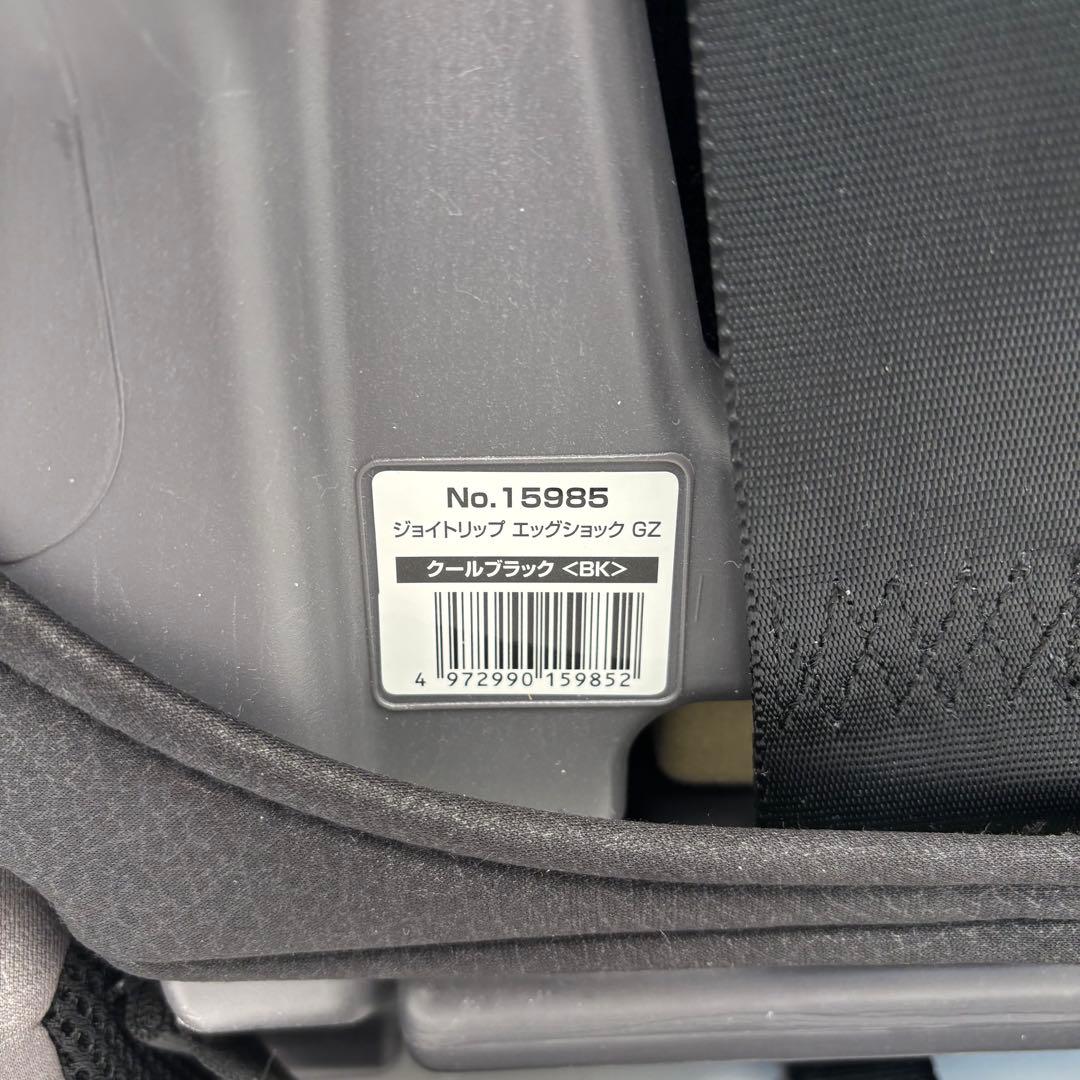 No.15985
ジョイトリップ エッグショック GZ
クールブラック <BK>
4 972990 159852